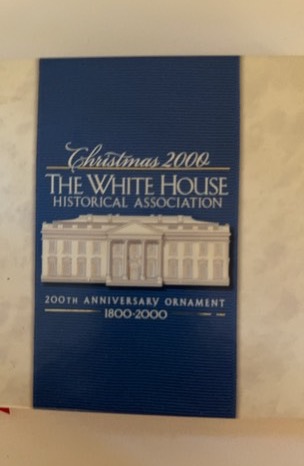 Christmas 2000
THE WHITE HOUSE
HISTORICAL ASSOCIATION
200TH ANNIVERSARY ORNAMENT
1800-2000